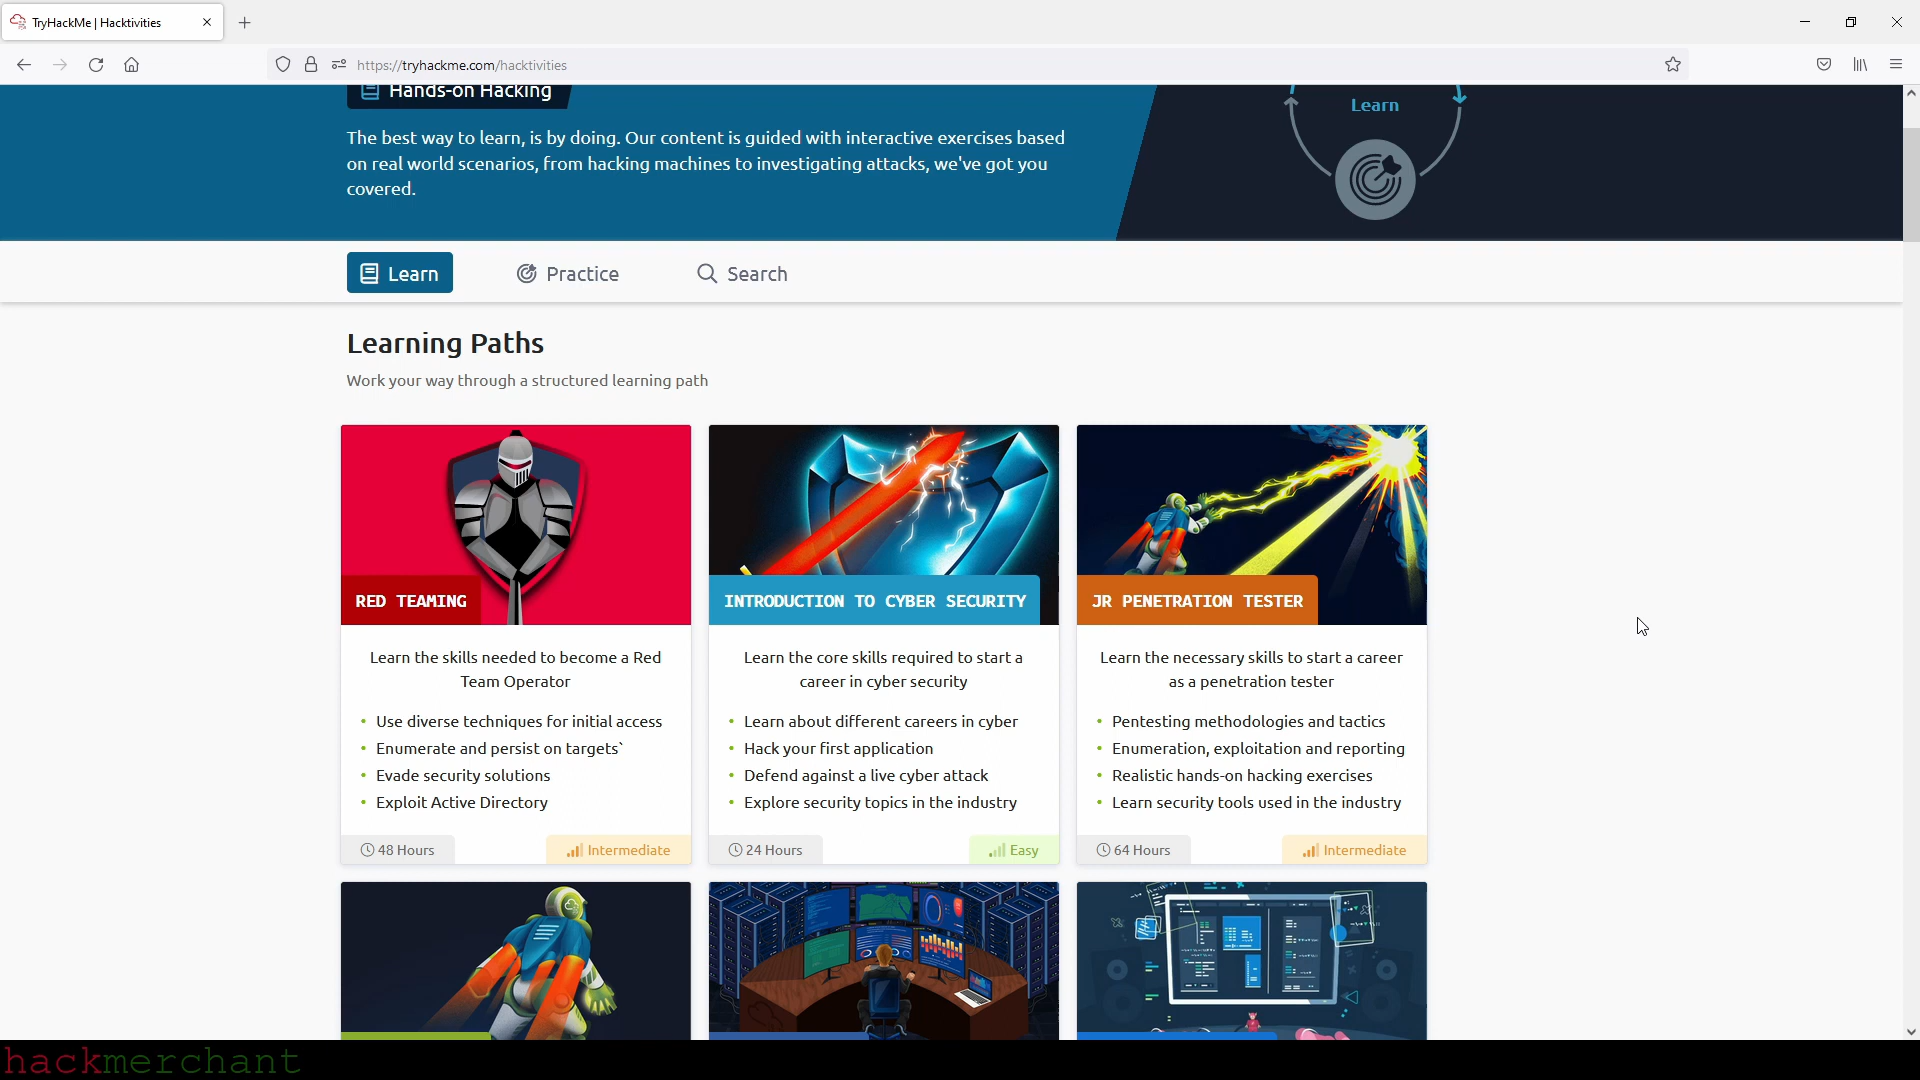 TryHackMe | Hacktivities
https://tryhackme.com/hacktivities
Hands-on Hacking
The best way to learn, is by doing. Our content is guided with interactive exercises based
on real world scenarios, from hacking machines to investigating attacks, we've got you
covered.
Learn
Learn
Practice
Search
Learning Paths
Work your way through a structured learning path
RED TEAMING
Learn the skills needed to become a Red
Team Operator
• Use diverse techniques for initial access
• Enumerate and persist on targets`
• Evade security solutions
• Exploit Active Directory
48 Hours
Intermediate
INTRODUCTION TO CYBER SECURITY
Learn the core skills required to start a
career in cyber security
• Learn about different careers in cyber
• Hack your first application
• Defend against a live cyber attack
• Explore security topics in the industry
24 Hours
Easy
JR PENETRATION TESTER
Learn the necessary skills to start a career
as a penetration tester
• Pentesting methodologies and tactics
• Enumeration, exploitation and reporting
• Realistic hands-on hacking exercises
• Learn security tools used in the industry
64 Hours
Intermediate
hackmerchant